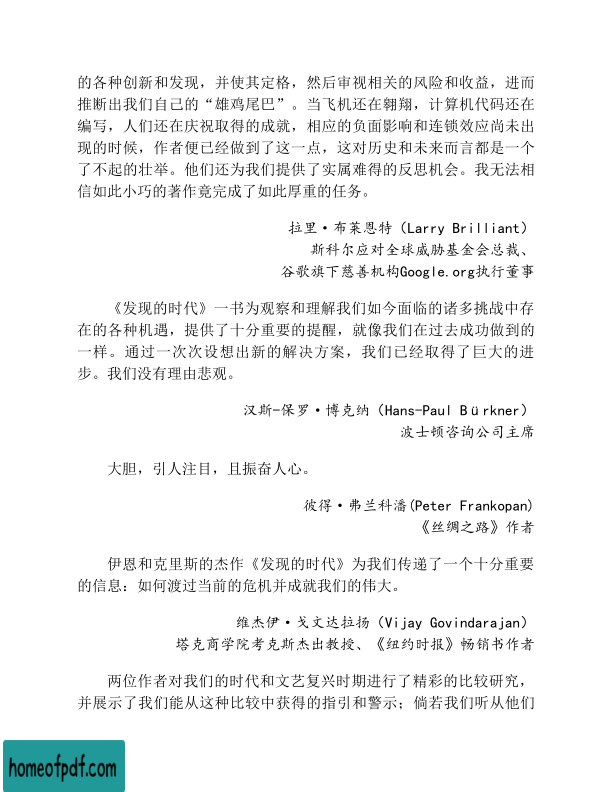 的各种创新和发现，并使其定格，然后审视相关的风险和收益，进而
推断出我们自己的“雄鸡尾巴”。当飞机还在翱翔，计算机代码还在
编写，人们还在庆祝取得的成就，相应的负面影响和连锁效应尚未出
现的时候，作者便已经做到了这一点，这对历史和未来而言都是一个
了不起的壮举。他们还为我们提供了实属难得的反思机会。我无法相
信如此小巧的著作竟完成了如此厚重的任务。
拉里·布莱恩特（Larry Brilliant）
斯科尔应对全球威胁基金会总裁、
谷歌旗下慈善机构Google.org执行董事
《发现的时代》一书为观察和理解我们如今面临的诸多挑战中存
在的各种机遇，提供了十分重要的提醒，就像我们在过去成功做到的
一样。通过一次次设想出新的解决方案，我们已经取得了巨大的进
步。我们没有理由悲观。
汉斯-保罗·博克纳（Hans-Paul Bürkner）
波士顿咨询公司主席
大胆，引人注目，且振奋人心。
彼得·弗兰科潘(Peter Frankopan)
《丝绸之路》作者
伊恩和克里斯的杰作《发现的时代》为我们传递了一个十分重要
的信息：如何渡过当前的危机并成就我们的伟大。
维杰伊·戈文达拉扬（Vijay Govindarajan）
塔克商学院考克斯杰出教授、《纽约时报》畅销书作者
两位作者对我们的时代和文艺复兴时期进行了精彩的比较研究，
并展示了我们能从这种比较中获得的指引和警示；倘若我们听从他们
homeofpdf.com